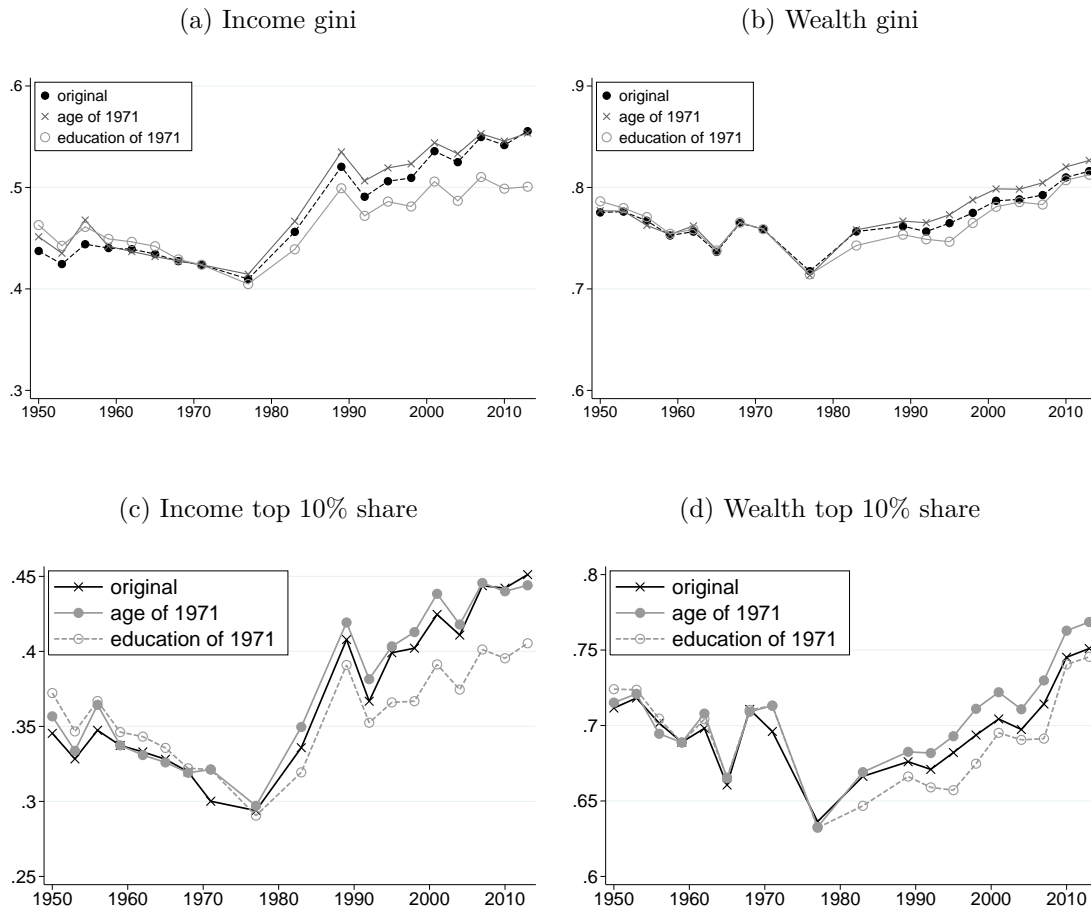 (a) Income gini
.6
.5
.4
.3
original
age of 1971
education of 1971
1950 1960 1970 1980 1990 2000 2010
(b) Wealth gini
.9
.8
.7
.6
original
age of 1971
education of 1971
1950 1960 1970 1980 1990 2000 2010
(c) Income top 10% share
.45
.4
.35
.3
.25
original
age of 1971
education of 1971
1950 1960 1970 1980 1990 2000 2010
(d) Wealth top 10% share
.8
.75
.7
.65
.6
original
age of 1971
education of 1971
1950 1960 1970 1980 1990 2000 2010